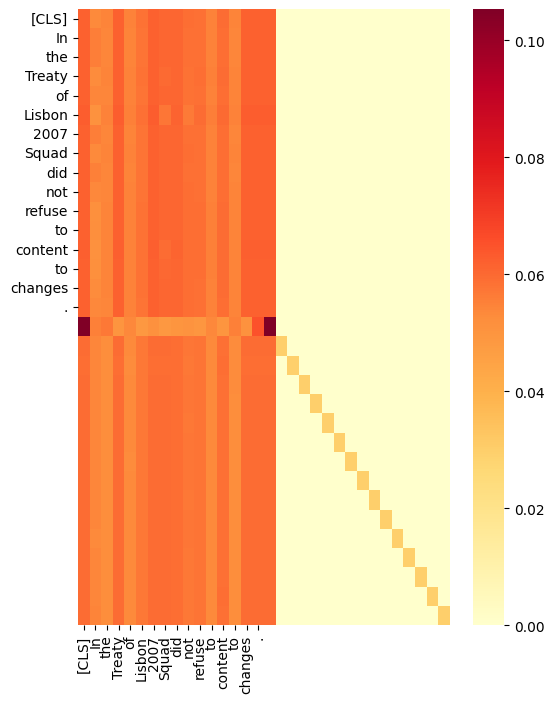 [CLS]
In
the
Treaty
of
Lisbon
2007
Squad
did
not
refuse
to
content
to
changes
.
0.10
0.08
0.06
0.04
0.02
0.00
[CLS]
In
the
Treaty
of
Lisbon
2007
Squad
did
not
refuse
to
content
to
changes
.